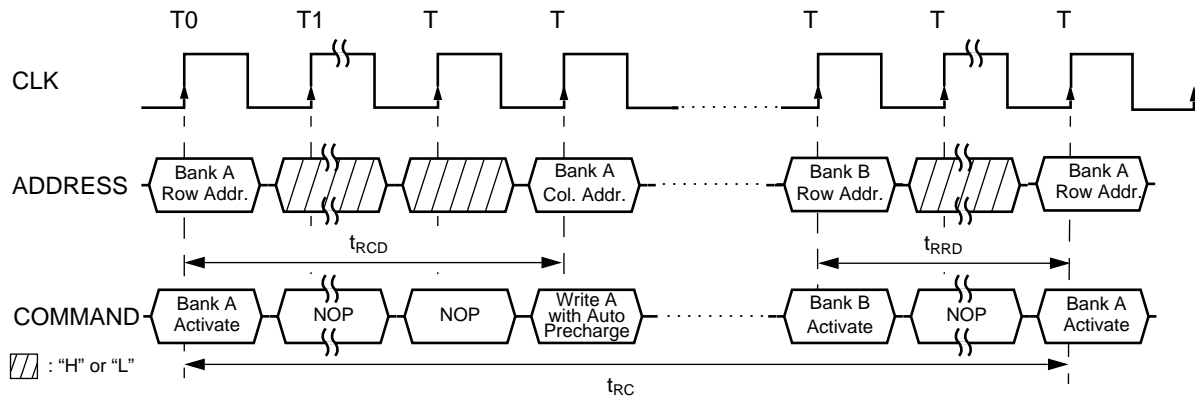 T0 T1 T T T T T
CLK
ADDRESS
Bank A
Row Addr.
Bank A
Col. Addr.
Bank B
Row Addr.
Bank A
Row Addr.
tRCD
tRRD
COMMAND
Bank A
Activate
NOP
NOP
Write A
with Auto
Precharge
Bank B
Activate
NOP
Bank A
Activate
: “H” or “L”
tRC